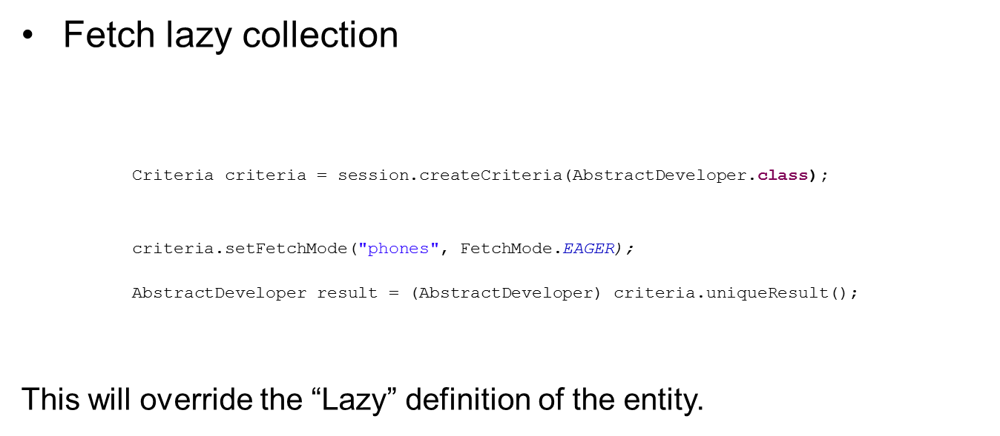 • Fetch lazy collection
Criteria criteria = session.createCriteria(AbstractDeveloper.class);
criteria.setFetchMode("phones", FetchMode.EAGER);
AbstractDeveloper result = (AbstractDeveloper) criteria.uniqueResult();
This will override the “Lazy” definition of the entity.